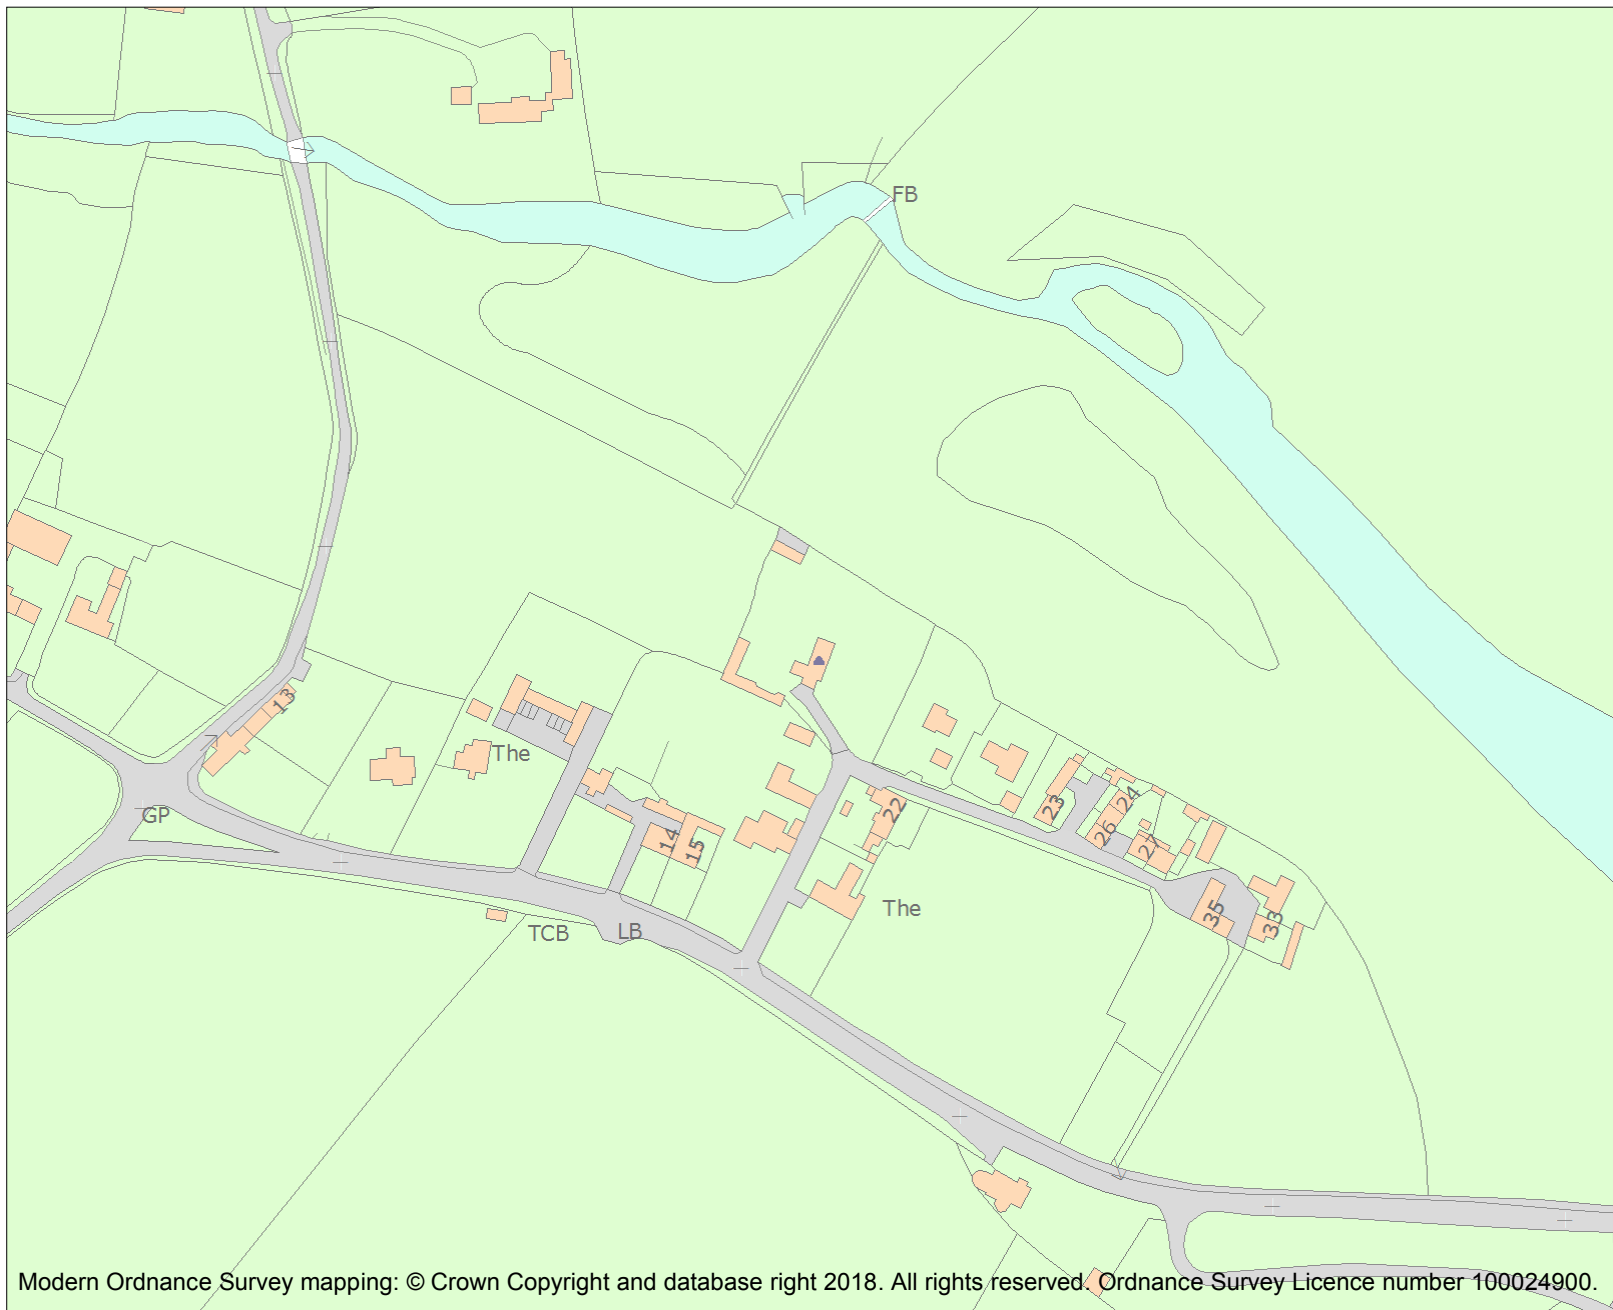 FB
13
The
GP
24
23
22
26
27
14
15
The
35
33
TCB
LB
Modern Ordnance Survey mapping: © Crown Copyright and database right 2018. All rights reserved. Ordnance Survey Licence number 100024900.